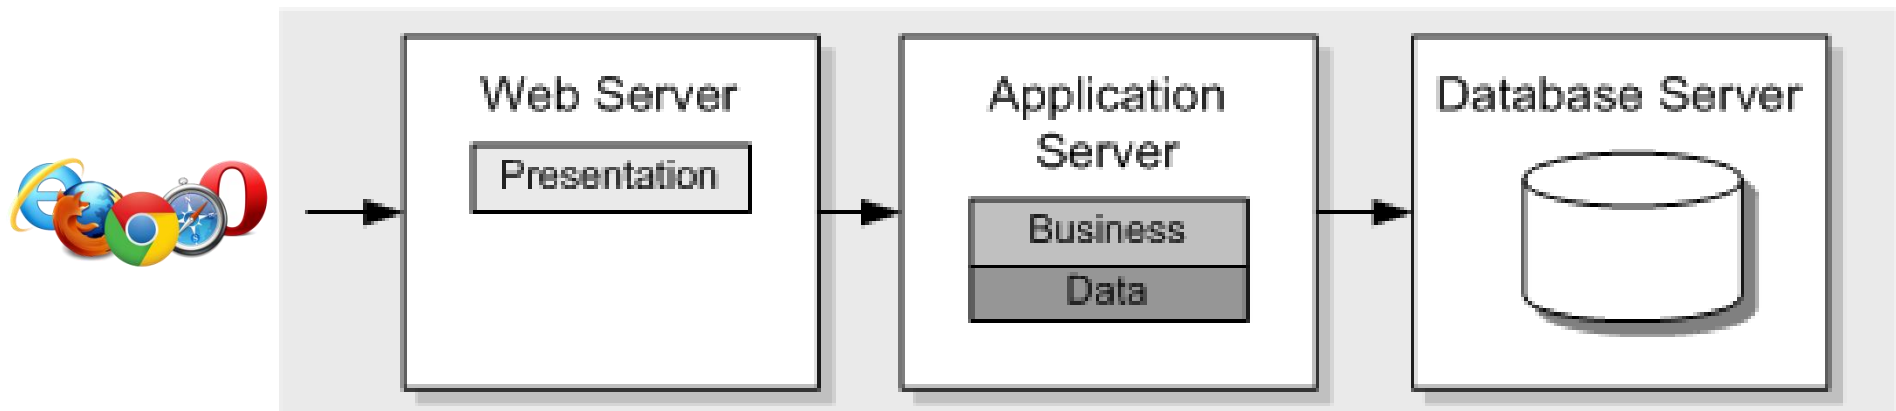 Web Server
Presentation
Application
Server
Business
Data
Database Server